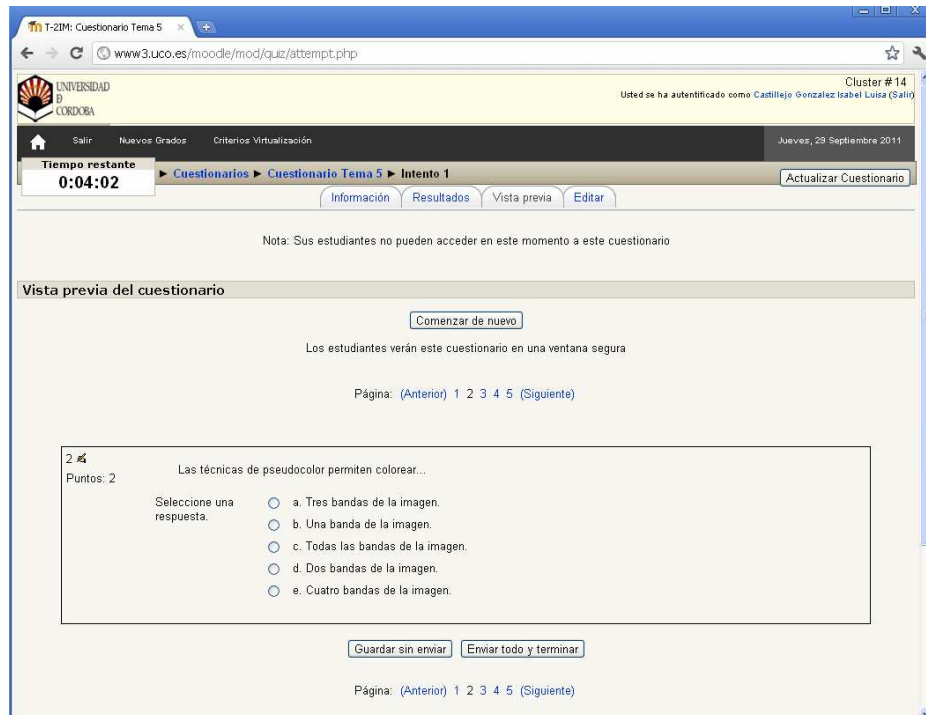 T-2IM: Cuestionario Tema 5
www3.uco.es/moodle/mod/quiz/attempt.php
UNIVERSIDAD
D
CORDOBA
Cluster # 14
Usted se ha autentificado como Castillejo Gonzalez Isabel Luisa (Salir)
Salir Nuevos Grados Criterios Virtualización Jueves, 29 Septiembre 2011
Tiempo restante
0:04:02
► Cuestionarios ► Cuestionario Tema 5 ► Intento 1
Actualizar Cuestionario
Información Resultados Vista previa Editar
Nota: Sus estudiantes no pueden acceder en este momento a este cuestionario
Vista previa del cuestionario
Comenzar de nuevo
Los estudiantes verán este cuestionario en una ventana segura
Página: (Anterior) 1 2 3 4 5 (Siguiente)
2
Puntos: 2
Las técnicas de pseudocolor permiten colorear...
Seleccione una
respuesta.
a. Tres bandas de la imagen.
b. Una banda de la imagen.
c. Todas las bandas de la imagen.
d. Dos bandas de la imagen.
e. Cuatro bandas de la imagen.
Guardar sin enviar Enviar todo y terminar
Página: (Anterior) 1 2 3 4 5 (Siguiente)